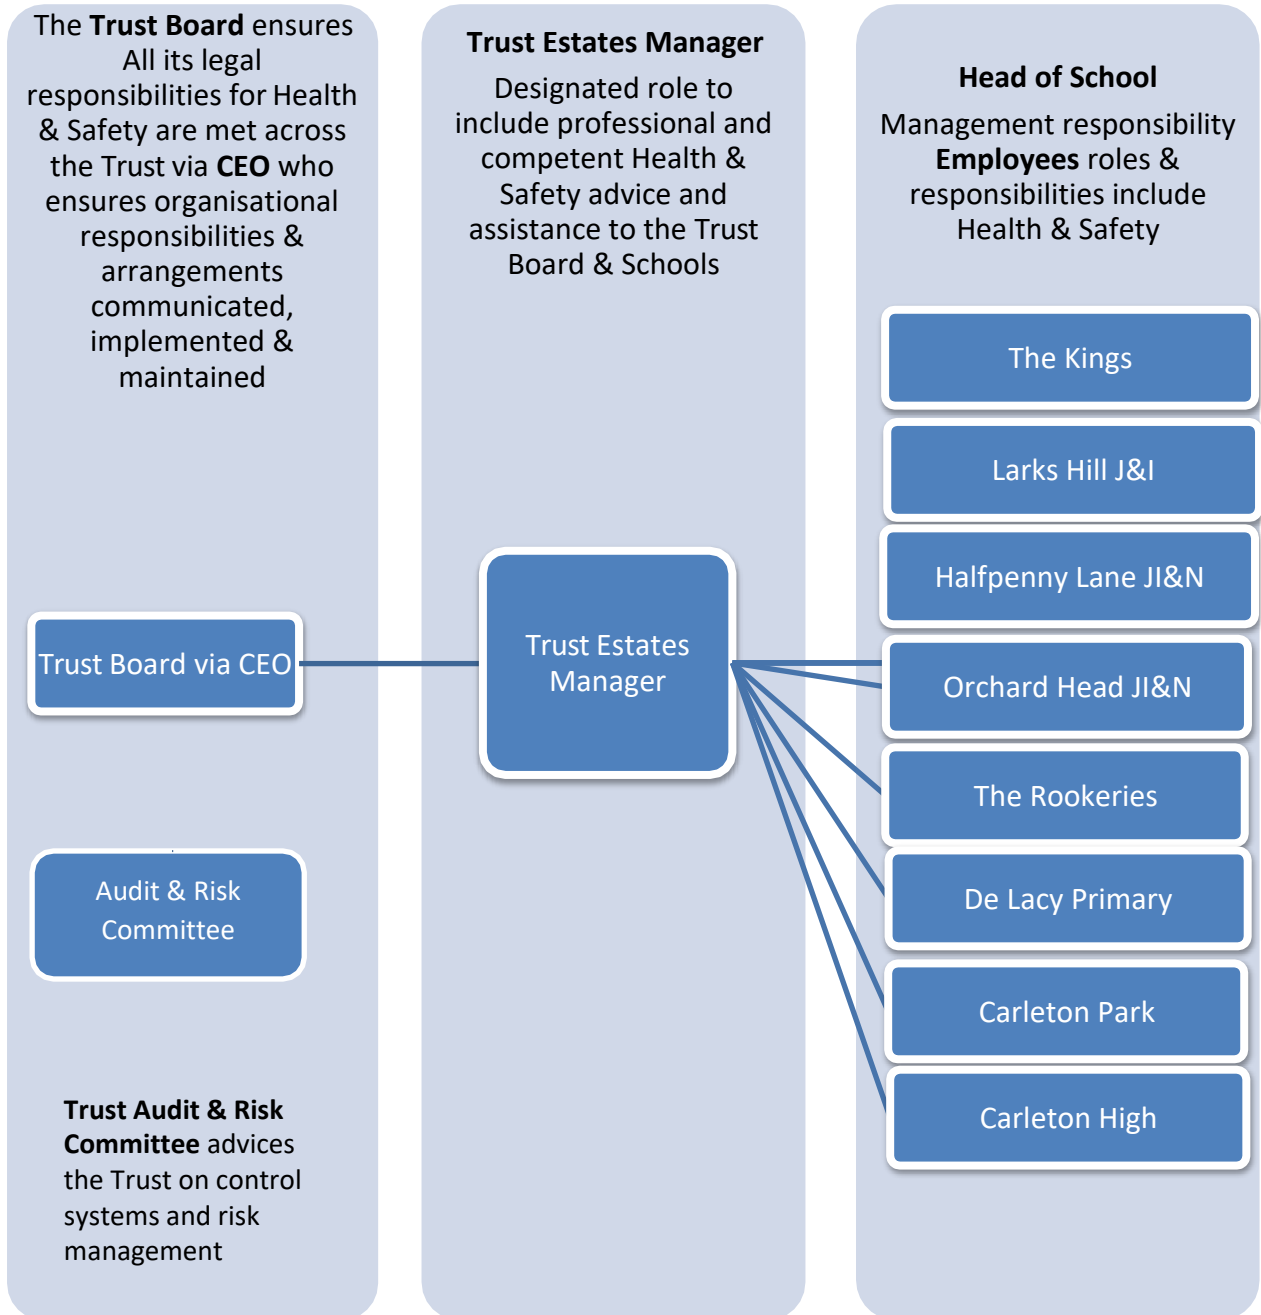 The Trust Board ensures
All its legal
responsibilities for Health
& Safety are met across
the Trust via CEO who
ensures organisational
responsibilities &
arrangements
communicated,
implemented &
maintained
Trust Board via CEO
Audit & Risk
Committee
Trust Audit & Risk
Committee advices
the Trust on control
systems and risk
management
Trust Estates Manager
Designated role to
include professional and
competent Health &
Safety advice and
assistance to the Trust
Board & Schools
Trust Estates
Manager
Head of School
Management responsibility
Employees roles &
responsibilities include
Health & Safety
The Kings
Larks Hill J&I
Halfpenny Lane JI&N
Orchard Head JI&N
The Rookeries
De Lacy Primary
Carleton Park
Carleton High